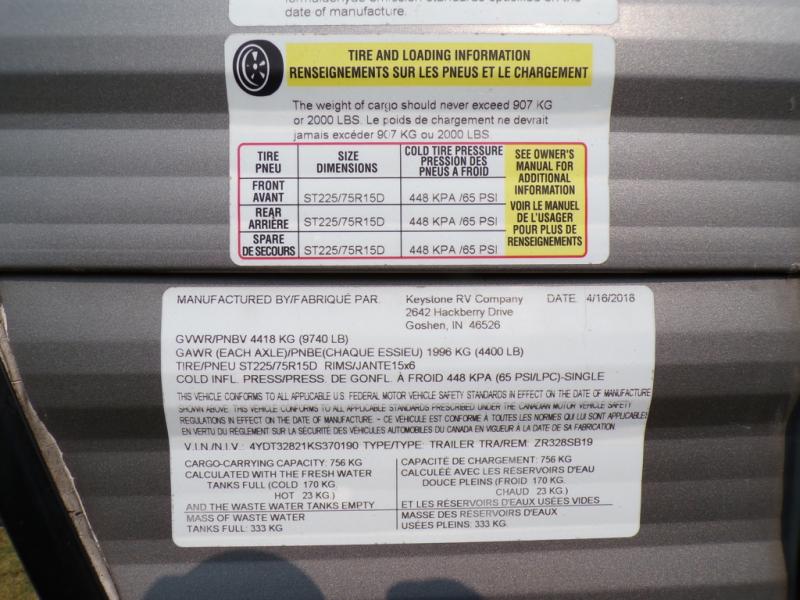 formaldehyde emission standards specified on the
date of manufacture.
TIRE AND LOADING INFORMATION
RENSEIGNEMENTS SUR LES PNEUS ET LE CHARGEMENT
The weight of cargo should never exceed 907 KG
or 2000 LBS. Le poids de chargement ne devrait
jamais excéder 907 KG ou 2000 LBS.
TIRE
PNEU
SIZE
DIMENSIONS
COLD TIRE PRESSURE
PRESSION DES
PNEUS A FROID
SEE OWNER'S
MANUAL FOR
ADDITIONAL
INFORMATION
VOIR LE MANUEL
DE L'USAGER
POUR PLUS DE
RENSEIGNEMENTS
FRONT
AVANT
ST225/75R15D
448 KPA /65 PSI
REAR
ARRIÈRE
ST225/75R15D
448 KPA /65 PSI
SPARE
DE SECOURS
ST225/75R15D
448 KPA /65 PSI
MANUFACTURED BY/FABRIQUÉ PAR: Keystone RV Company DATE: 4/16/2018
2642 Hackberry Drive
Goshen, IN 46526
GVWR/PNBV 4418 KG (9740 LB)
GAWR (EACH AXLE)/PNBE(CHAQUE ESSIEU) 1996 KG (4400 LB)
TIRE/PNEU ST225/75R15D RIMS/JANTE15x6
COLD INFL. PRESS/PRESS. DE GONFL. À FROID 448 KPA (65 PSI/LPC)-SINGLE
THIS VEHICLE CONFORMS TO ALL APPLICABLE U.S. FEDERAL MOTOR VEHICLE SAFETY STANDARDS IN EFFECT ON THE DATE OF MANUFACTURE
SHOWN ABOVE. THIS VEHICLE CONFORMS TO ALL APPLICABLE STANDARDS PRESCRIBED UNDER THE CANADIAN MOTOR VEHICLE SAFETY
REGULATIONS IN EFFECT ON THE DATE OF MANUFACTURE. - CE VEHICULE EST CONFORME À TOUTES LES NORMES QUI LUI SONT APPLICABLES
EN VERTU DU RÈGLEMENT SUR LA SÉCURITÉ DES VÉHICULES AUTOMOBILES DU CANADA EN VIGUEUR À LA DATE DE SA FABRICATION
V.I.N./N.I.V.: 4YDT32821KS370190 TYPE/TYPE: TRAILER TRA/REM: ZR328SB19
CARGO-CARRYING CAPACITY: 756 KG
CALCULATED WITH THE FRESH WATER
TANKS FULL (COLD 170 KG.
HOT 23 KG.)
AND THE WASTE WATER TANKS EMPTY
MASS OF WASTE WATER
TANKS FULL: 333 KG
CAPACITÉ DE CHARGEMENT: 756 KG
CALCULÉE AVEC LES RÉSERVOIRS D'EAU
DOUCE PLEINS (FROID 170 KG.
CHAUD 23 KG.)
ET LES RÉSERVOIRS D'EAUX USÉES VIDES
MASSE DES RÉSERVOIRS D'EAUX
USÉES PLEINS: 333 KG.